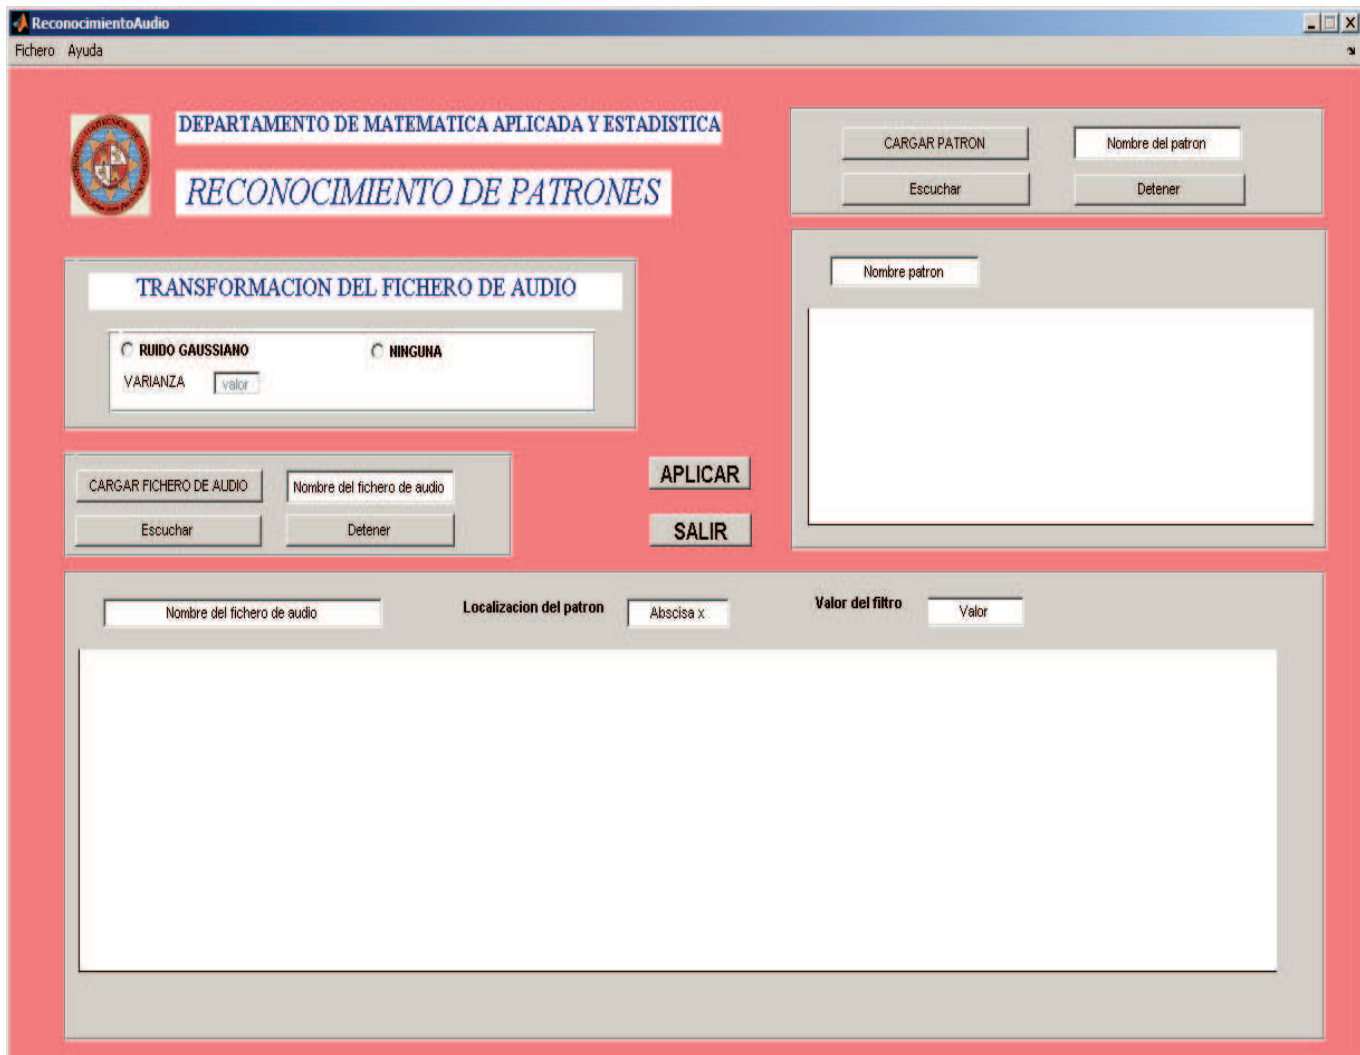 ReconocimientoAudio
Fichero Ayuda
DEPARTAMENTO DE MATEMATICA APLICADA Y ESTADISTICA
RECONOCIMIENTO DE PATRONES
CARGAR PATRON Nombre del patron
Escuchar Detener
Nombre patron
TRANSFORMACION DEL FICHERO DE AUDIO
RUIDO GAUSSIANO NINGUNA
VARIANZA valor
CARGAR FICHERO DE AUDIO Nombre del fichero de audio
Escuchar Detener
APLICAR
SALIR
Nombre del fichero de audio Localizacion del patron Abscisa x Valor del filtro Valor